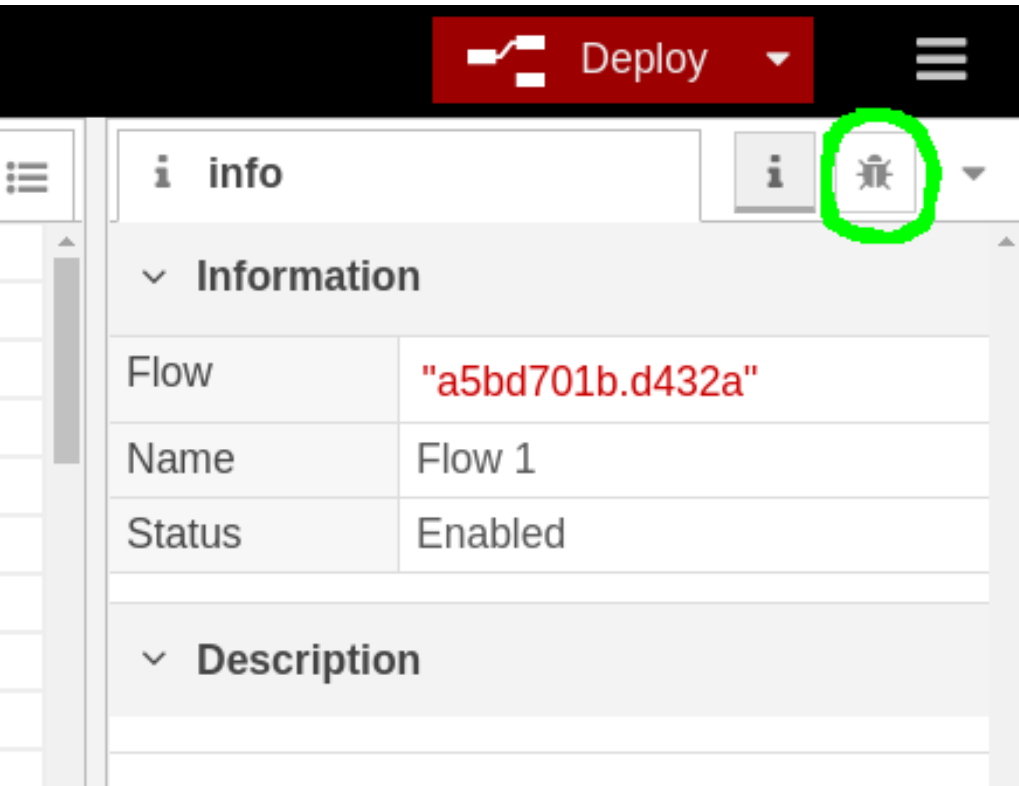 Deploy
info
Information
Flow "a5bd701b.d432a"
Name Flow 1
Status Enabled
Description